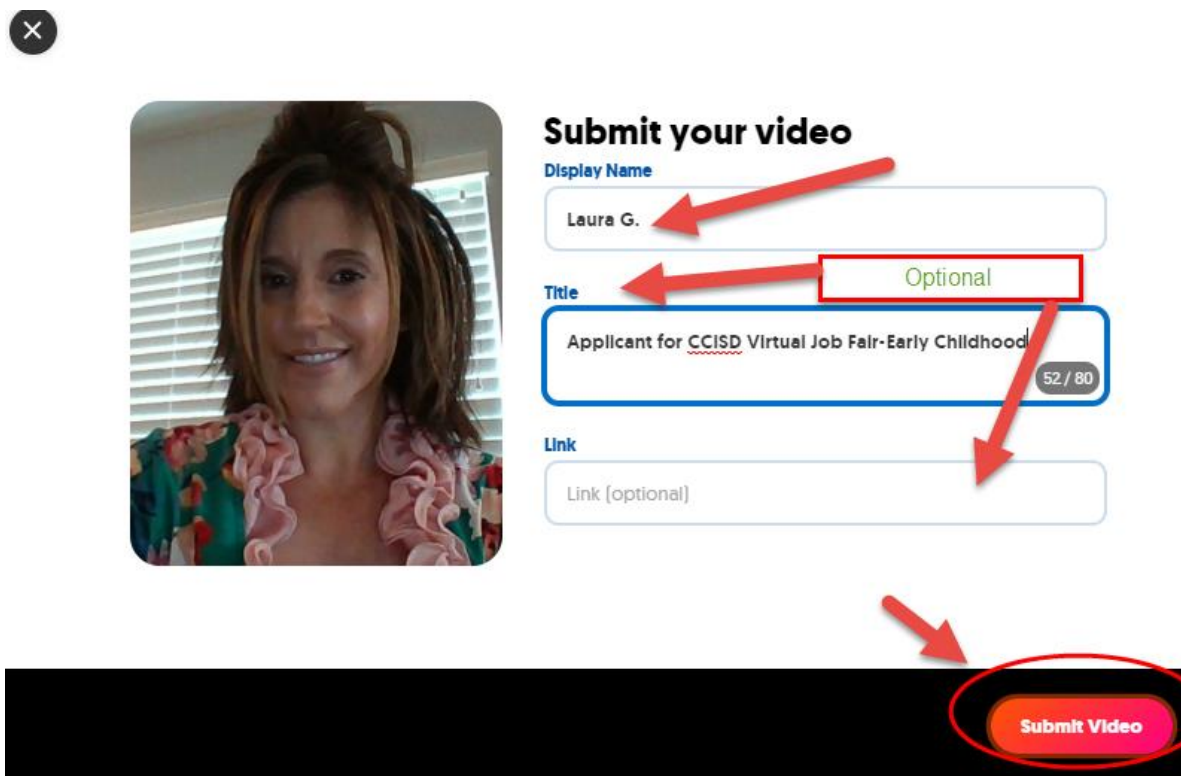 Submit your video
Display Name
Laura G.
Optional
Title
Applicant for CCISD Virtual Job Fair-Early Childhood
52 / 80
Link
Link (optional)
Submit Video